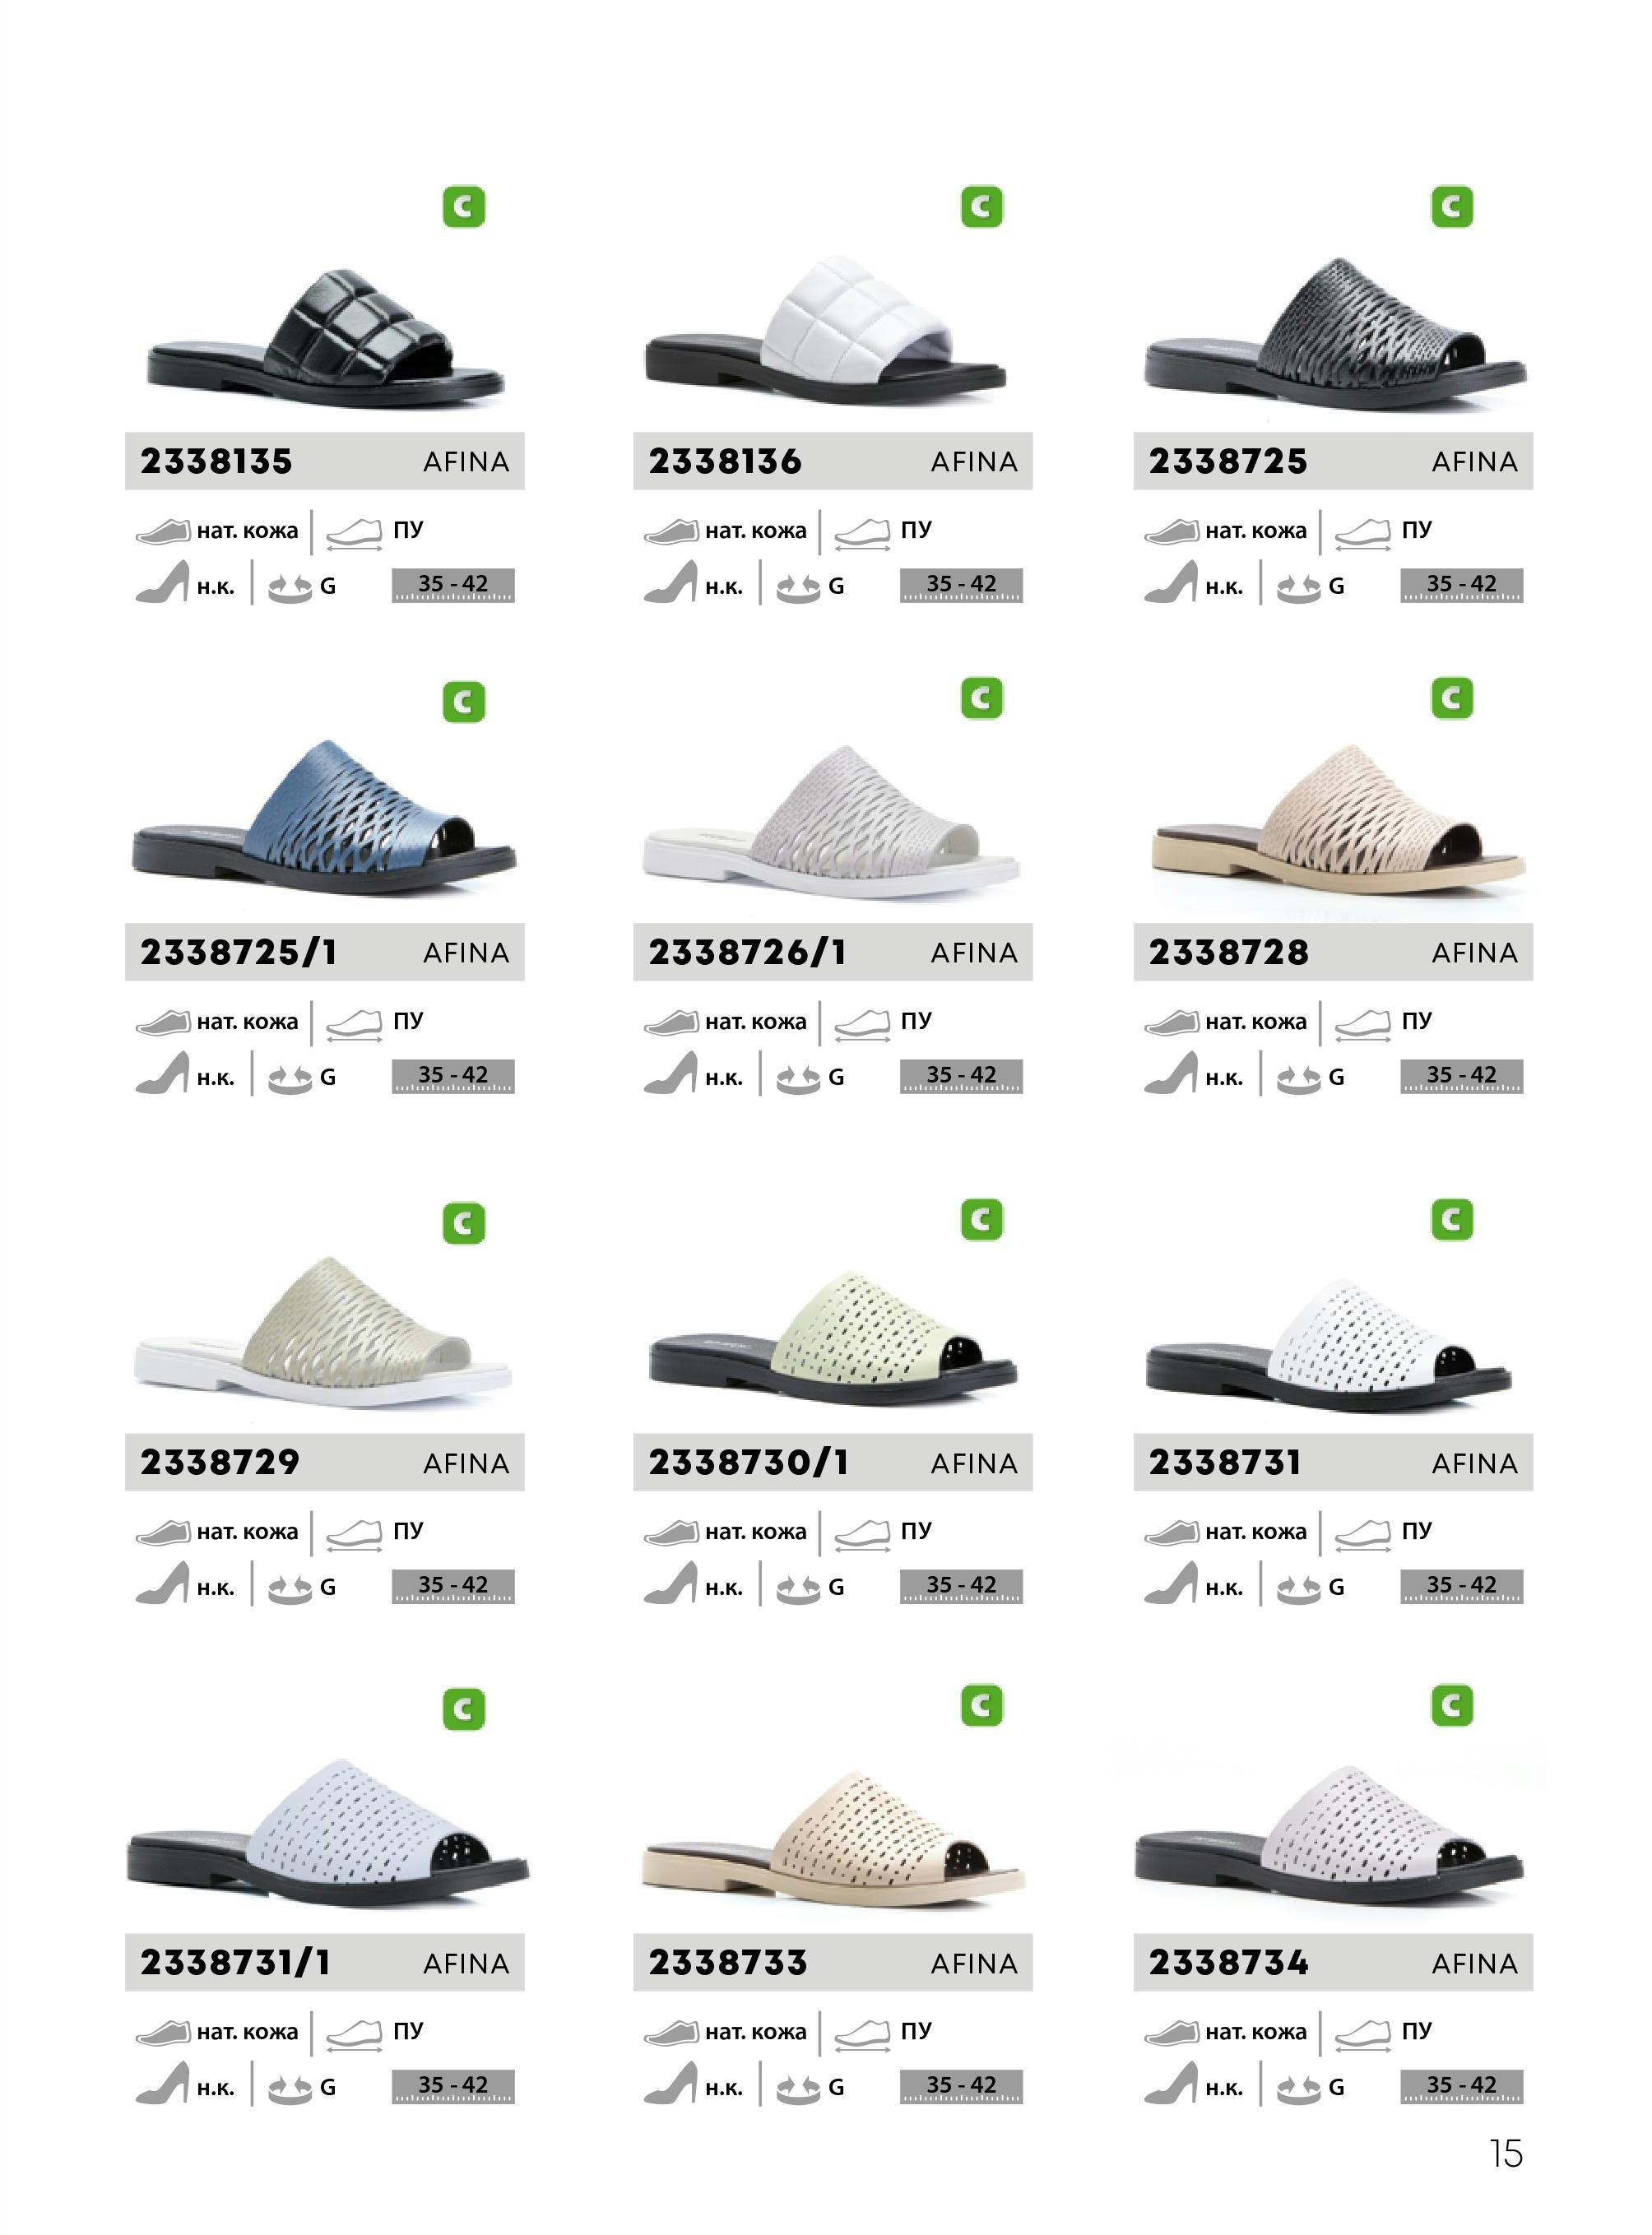 C C C
2338135 AFINA 2338136 AFINA 2338725 AFINA
нат. кожа ПУ нат. кожа ПУ нат. кожа ПУ
н.к. G 35 - 42 н.к. G 35 - 42 н.к. G 35 - 42
C C C
2338725/1 AFINA 2338726/1 AFINA 2338728 AFINA
нат. кожа ПУ нат. кожа ПУ нат. кожа ПУ
н.к. G 35 - 42 н.к. G 35 - 42 н.к. G 35 - 42
C C C
2338729 AFINA 2338730/1 AFINA 2338731 AFINA
нат. кожа ПУ нат. кожа ПУ нат. кожа ПУ
н.к. G 35 - 42 н.к. G 35 - 42 н.к. G 35 - 42
C C C
2338731/1 AFINA 2338733 AFINA 2338734 AFINA
нат. кожа ПУ нат. кожа ПУ нат. кожа ПУ
н.к. G 35 - 42 н.к. G 35 - 42 н.к. G 35 - 42
15